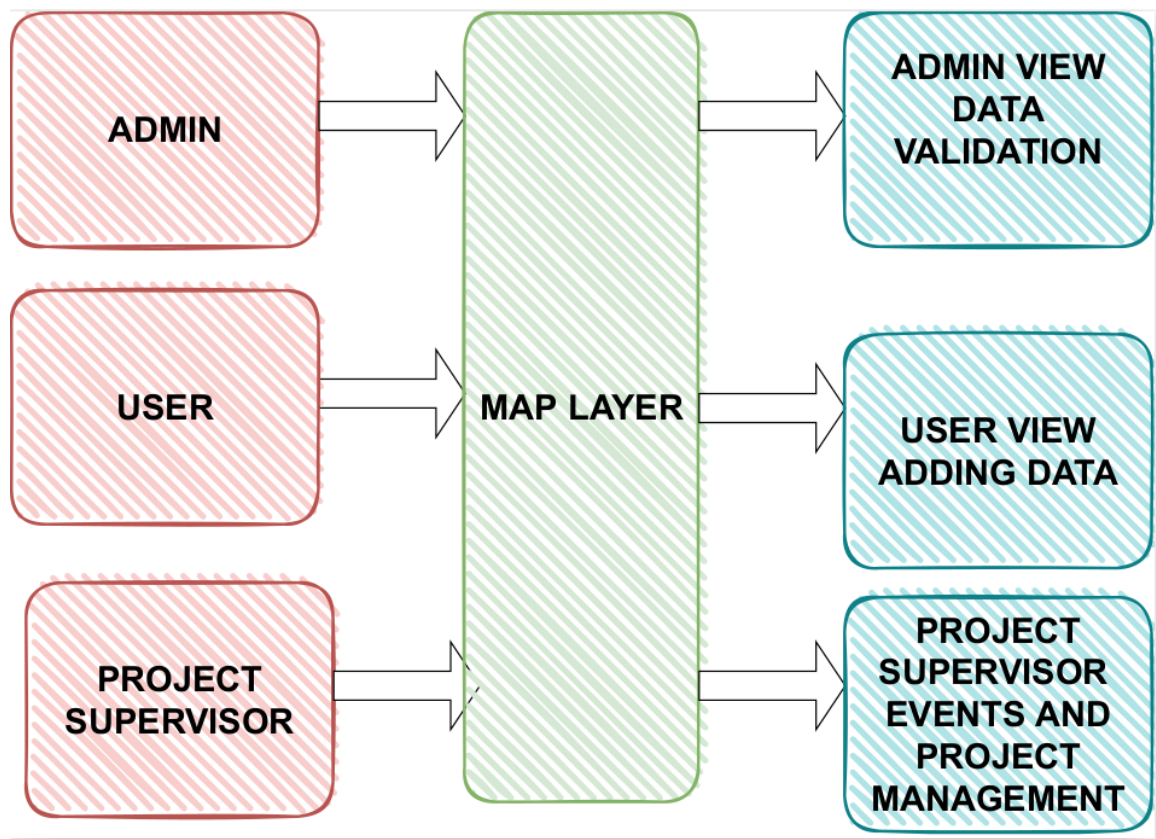 ADMIN
USER
PROJECT
SUPERVISOR
MAP LAYER
ADMIN VIEW
DATA
VALIDATION
USER VIEW
ADDING DATA
PROJECT
SUPERVISOR
EVENTS AND
PROJECT
MANAGEMENT